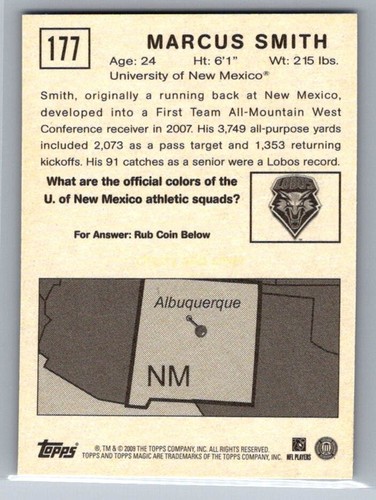 177
MARCUS SMITH
Age: 24 Ht: 6'1" Wt: 215 lbs.
University of New Mexico®
Smith, originally a running back at New Mexico,
developed into a First Team All-Mountain West
Conference receiver in 2007. His 3,749 all-purpose yards
included 2,073 as a pass target and 1,353 returning
kickoffs. His 91 catches as a senior were a Lobos record.
What are the official colors of the
U. of New Mexico athletic squads?
LOBOS
For Answer: Rub Coin Below
Albuquerque
NM
Topps
®, TM & © 2009 THE TOPPS COMPANY, INC. ALL RIGHTS RESERVED.
TOPPS AND TOPPS MAGIC ARE TRADEMARKS OF THE TOPPS COMPANY, INC.
NFL PLAYERS